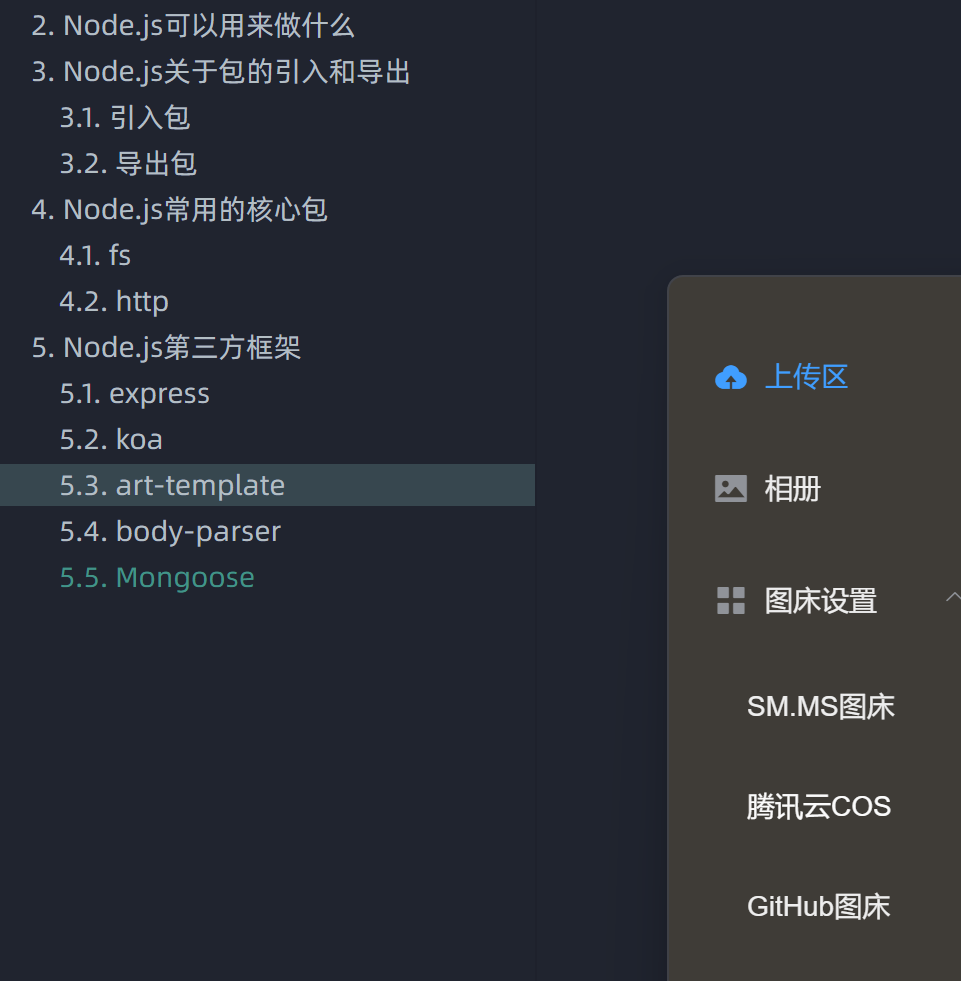 2. Node.js可以用来做什么
3. Node.js关于包的引入和导出
3.1. 引入包
3.2. 导出包
4. Node.js常用的核心包
4.1. fs
4.2. http
5. Node.js第三方框架
5.1. express
5.2. koa
5.3. art-template
5.4. body-parser
5.5. Mongoose
上传区
相册
图床设置
SM.MS图床
腾讯云COS
GitHub图床